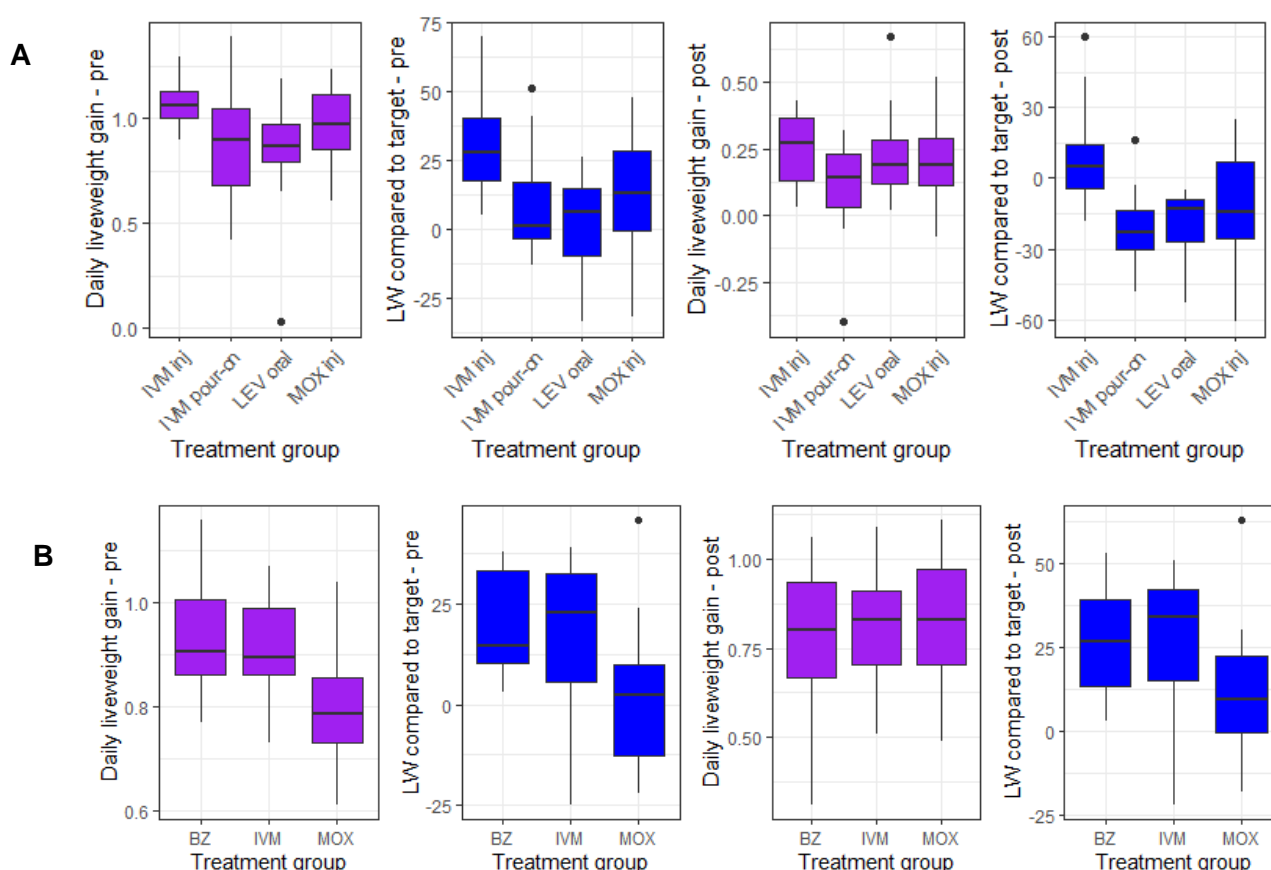 A
Daily liveweight gain - pre
1.0
0.5
0.0
IVM inj
IVM pour-on
LEV oral
MOX inj
Treatment group
LW compared to target - pre
75
50
25
0
-25
IVM inj
IVM pour-on
LEV oral
MOX inj
Treatment group
Daily liveweight gain - post
0.50
0.25
0.00
-0.25
IVM inj
IVM pour-on
LEV oral
MOX inj
Treatment group
LW compared to target - post
60
30
0
-30
-60
IVM inj
IVM pour-on
LEV oral
MOX inj
Treatment group
B
Daily liveweight gain - pre
1.0
0.8
0.6
BZ IVM MOX
Treatment group
LW compared to target - pre
25
0
-25
BZ IVM MOX
Treatment group
Daily liveweight gain - post
1.00
0.75
0.50
BZ IVM MOX
Treatment group
LW compared to target - post
50
25
0
-25
BZ IVM MOX
Treatment group